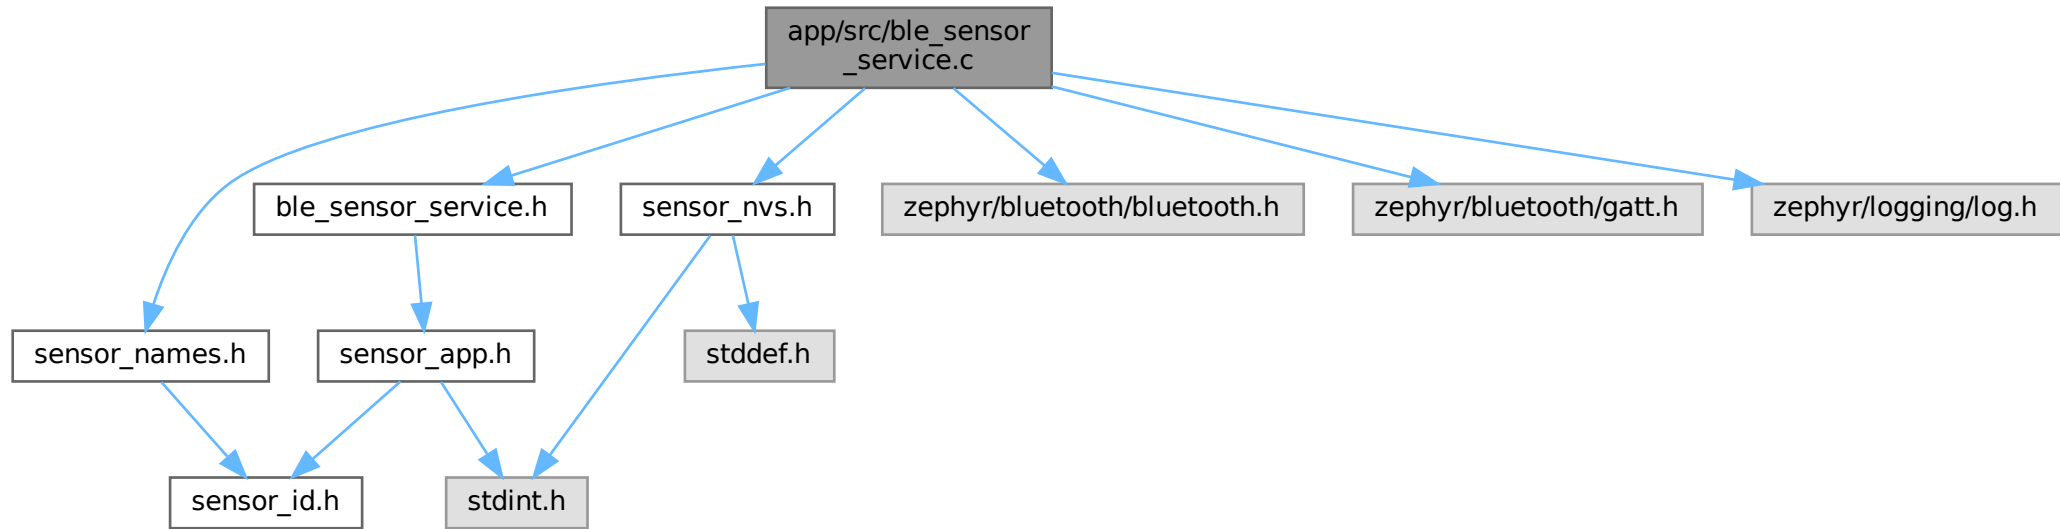 app/src/ble_sensor
_service.c
ble_sensor_service.h
sensor_nvs.h
zephyr/bluetooth/bluetooth.h
zephyr/bluetooth/gatt.h
zephyr/logging/log.h
sensor_names.h
sensor_app.h
stddef.h
sensor_id.h
stdint.h